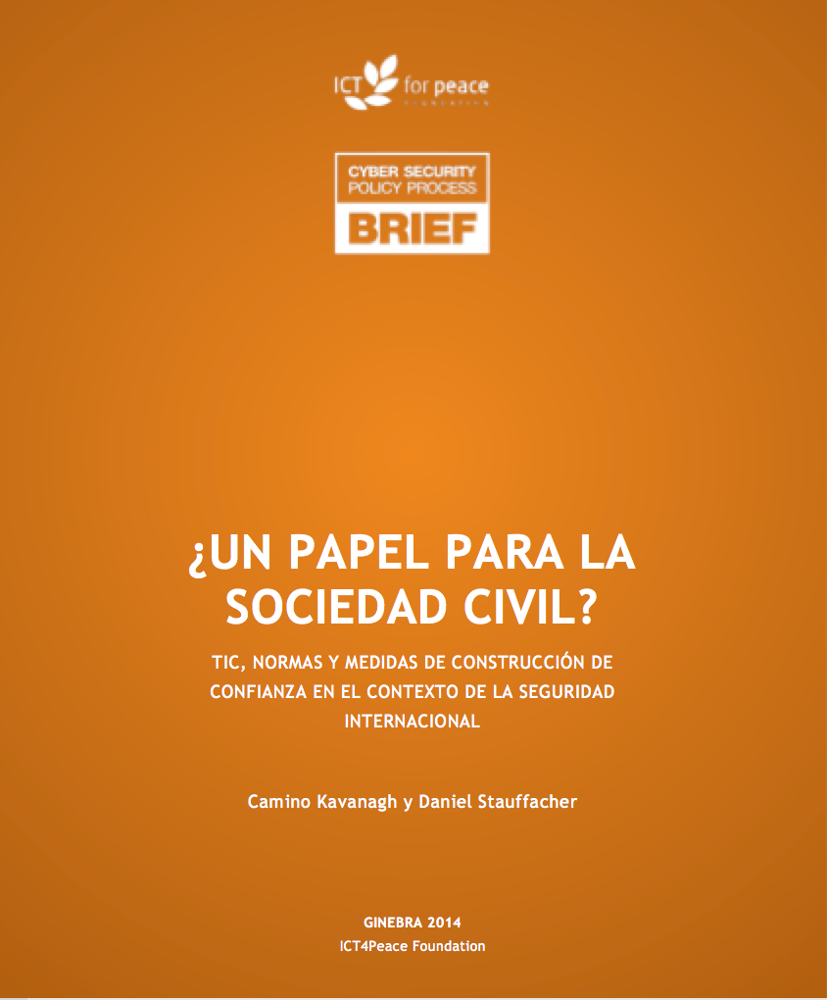 ICT for peace
FOUNDATION
CYBER SECURITY
POLICY PROCESS
BRIEF
¿UN PAPEL PARA LA
SOCIEDAD CIVIL?
TIC, NORMAS Y MEDIDAS DE CONSTRUCCIÓN DE
CONFIANZA EN EL CONTEXTO DE LA SEGURIDAD
INTERNACIONAL
Camino Kavanagh y Daniel Stauffacher
GINEBRA 2014
ICT4Peace Foundation